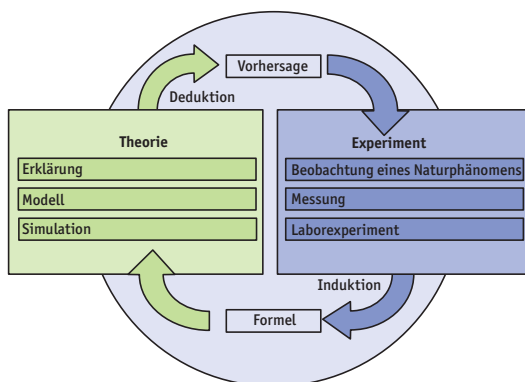 Vorhersage
Deduktion
Theorie
Erklärung
Modell
Simulation
Experiment
Beobachtung eines Naturphänomens
Messung
Laborexperiment
Induktion
Formel